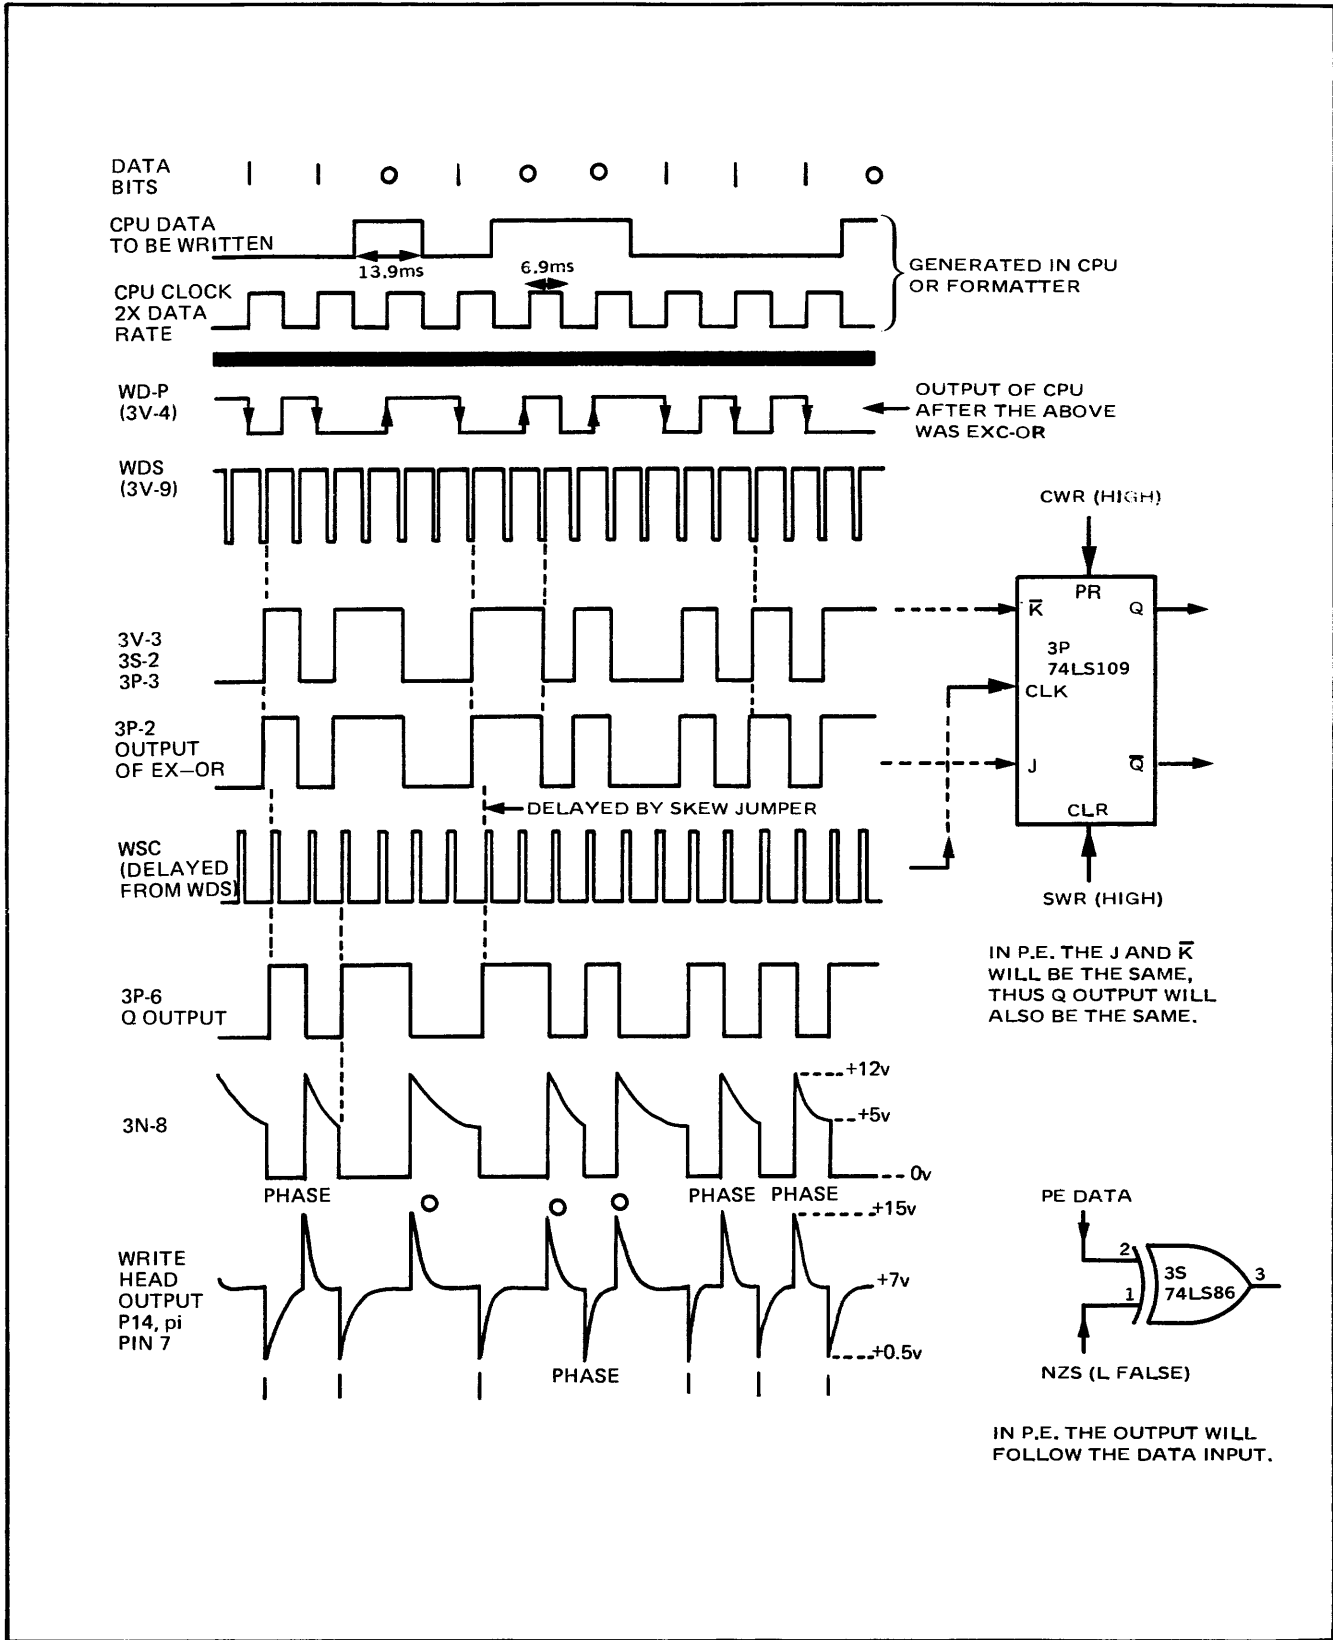 DATA
BITS
| | O | O O | | | O
CPU DATA
TO BE WRITTEN
13.9ms
6.9ms
GENERATED IN CPU
OR FORMATTER
CPU CLOCK
2X DATA
RATE
WD-P
(3V-4)
OUTPUT OF CPU
AFTER THE ABOVE
WAS EXC-OR
WDS
(3V-9)
CWR (HIGH)
PR
K̅
Q
3P
74LS109
CLK
J
Q̅
CLR
SWR (HIGH)
3V-3
3S-2
3P-3
3P-2
OUTPUT
OF EX—OR
DELAYED BY SKEW JUMPER
WSC
(DELAYED
FROM WDS)
IN P.E. THE J AND K̅
WILL BE THE SAME,
THUS Q OUTPUT WILL
ALSO BE THE SAME.
3P-6
Q OUTPUT
+12v
+5v
3N-8
0v
PHASE
PHASE PHASE
O O O
+15v
WRITE
HEAD
OUTPUT
P14, pi
PIN 7
+7v
+0.5v
PHASE
| | | | | |
PE DATA
2
1
3S
74LS86
3
NZS (L FALSE)
IN P.E. THE OUTPUT WILL
FOLLOW THE DATA INPUT.